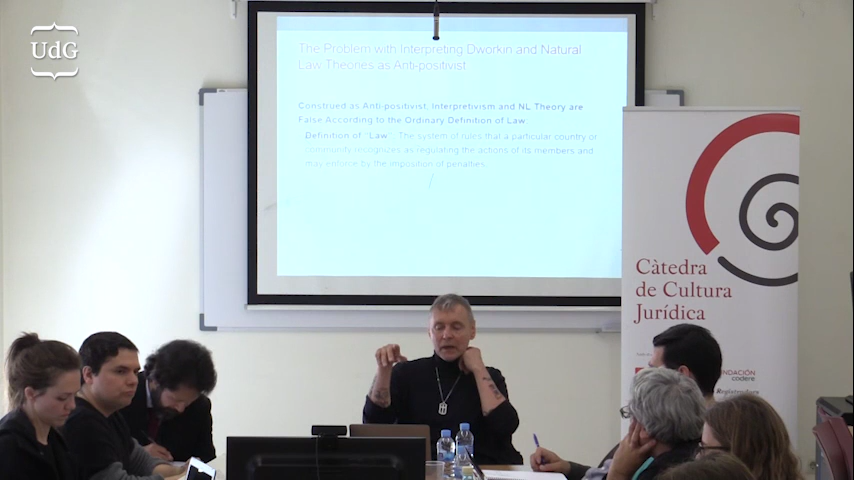 UdG
The Problem with Interpreting Dworkin and Natural
Law Theories as Anti-positivist
Construed as Anti-positivist, Interpretivism and NL Theory are
False According to the Ordinary Definition of Law:
Definition of "Law": The system of rules that a particular country or
community recognizes as regulating the actions of its members and
may enforce by the imposition of penalties.
Càtedra
de Cultura
Jurídica
FUNDACIÓN
codere
Registradors